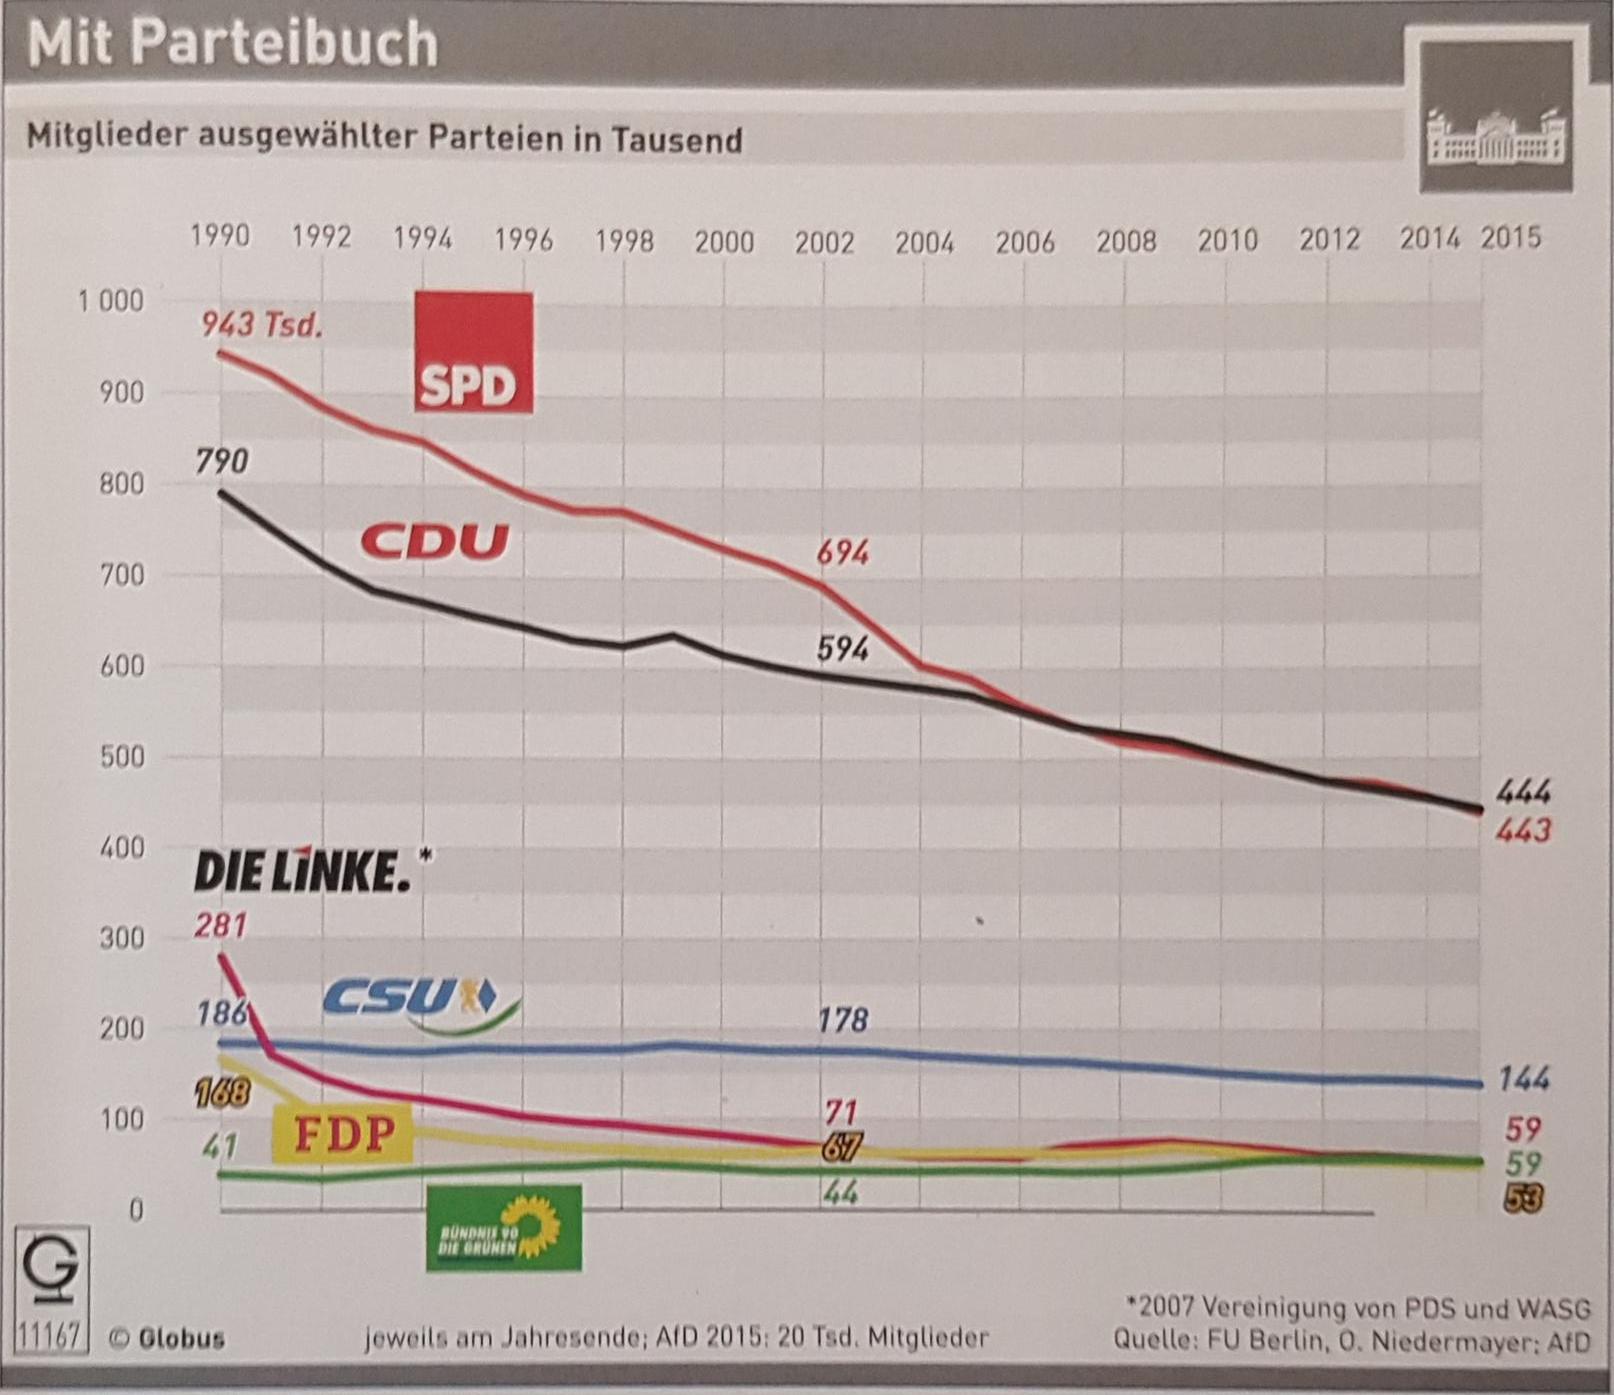 Mit Parteibuch
Mitglieder ausgewählter Parteien in Tausend
1990 1992 1994 1996 1998 2000 2002 2004 2006 2008 2010 2012 2014 2015
1 000
943 Tsd.
SPD
900
790
800
CDU
694
700
594
600
500
444
443
400
DIE LINKE.*
281
300
CSU
186
178
200
144
168
71
100
FDP
67
59
41
59
44
53
0
BÜNDNIS 90
DIE GRÜNEN
*2007 Vereinigung von PDS und WASG
G
11167 © Globus jeweils am Jahresende; AfD 2015: 20 Tsd. Mitglieder Quelle: FU Berlin, O. Niedermayer; AfD